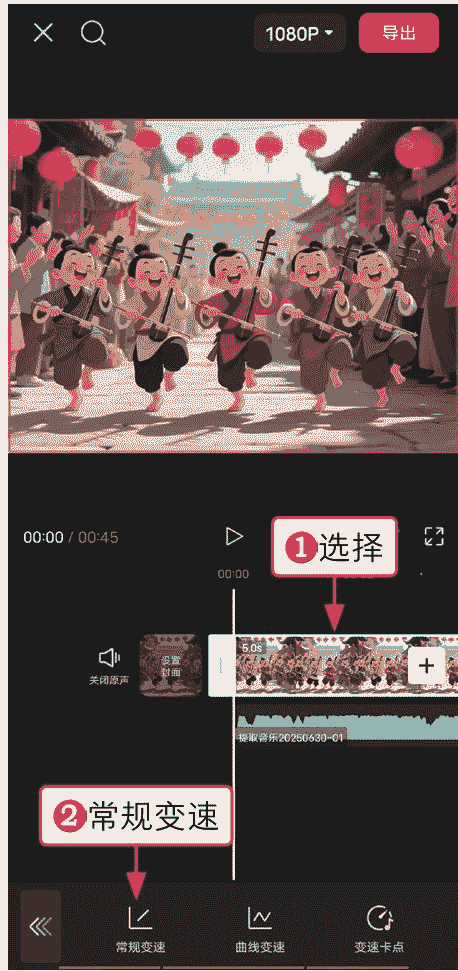 1080P
导出
00:00 / 00:45
1选择
00:00
5.0s
关闭原声
设置
封面
提取音乐20250630-01
2常规变速
常规变速
曲线变速
变速卡点